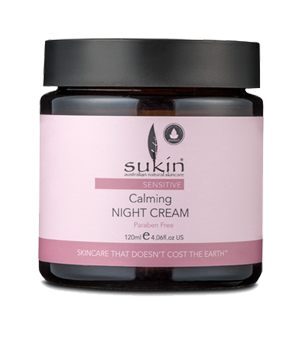 sukin
australian natural skincare
SENSITIVE
Calming
NIGHT CREAM
Paraben Free
120ml e 4.06fl.oz US
SKINCARE THAT DOESN'T COST THE EARTH™